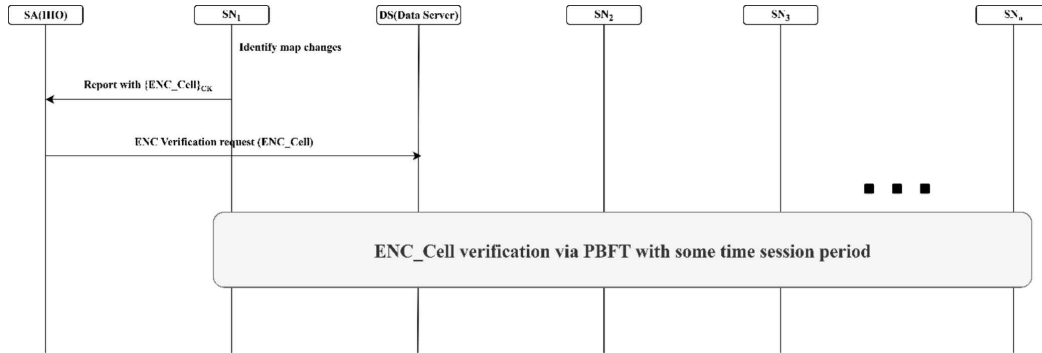 SA(IHO)
SN₁
DS(Data Server)
SN₂
SN₃
SNₙ
Identify map changes
Report with {ENC_Cell}CK
ENC Verification request (ENC_Cell)
ENC_Cell verification via PBFT with some time session period